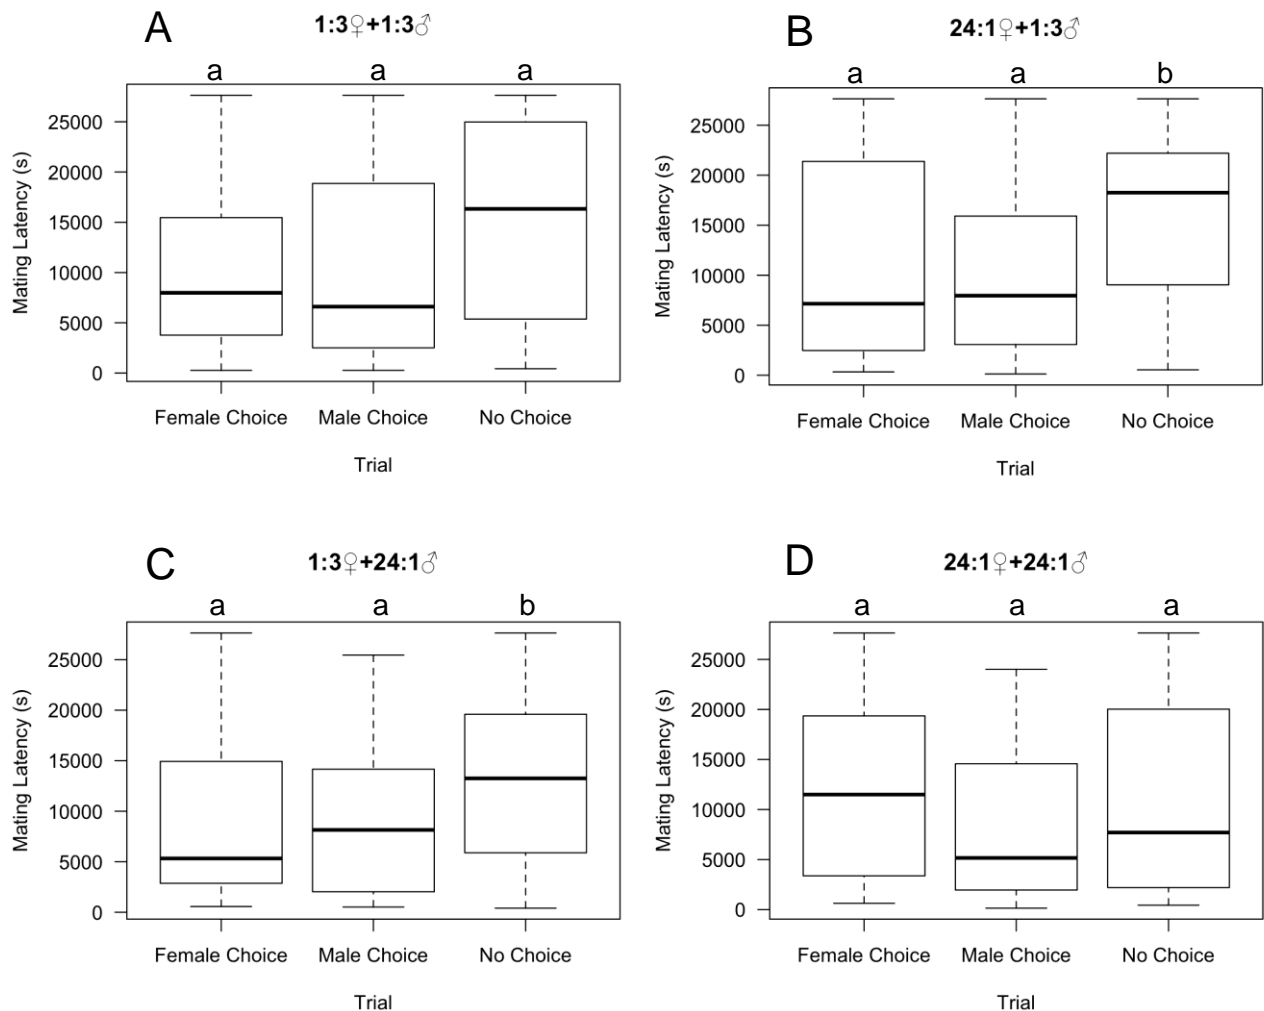 A
1:3♀+1:3♂
a a a
Mating Latency (s)
25000
20000
15000
10000
5000
0
Female Choice Male Choice No Choice
Trial
B
24:1♀+1:3♂
a a b
Mating Latency (s)
25000
20000
15000
10000
5000
0
Female Choice Male Choice No Choice
Trial
C
1:3♀+24:1♂
a a b
Mating Latency (s)
25000
20000
15000
10000
5000
0
Female Choice Male Choice No Choice
Trial
D
24:1♀+24:1♂
a a a
Mating Latency (s)
25000
20000
15000
10000
5000
0
Female Choice Male Choice No Choice
Trial